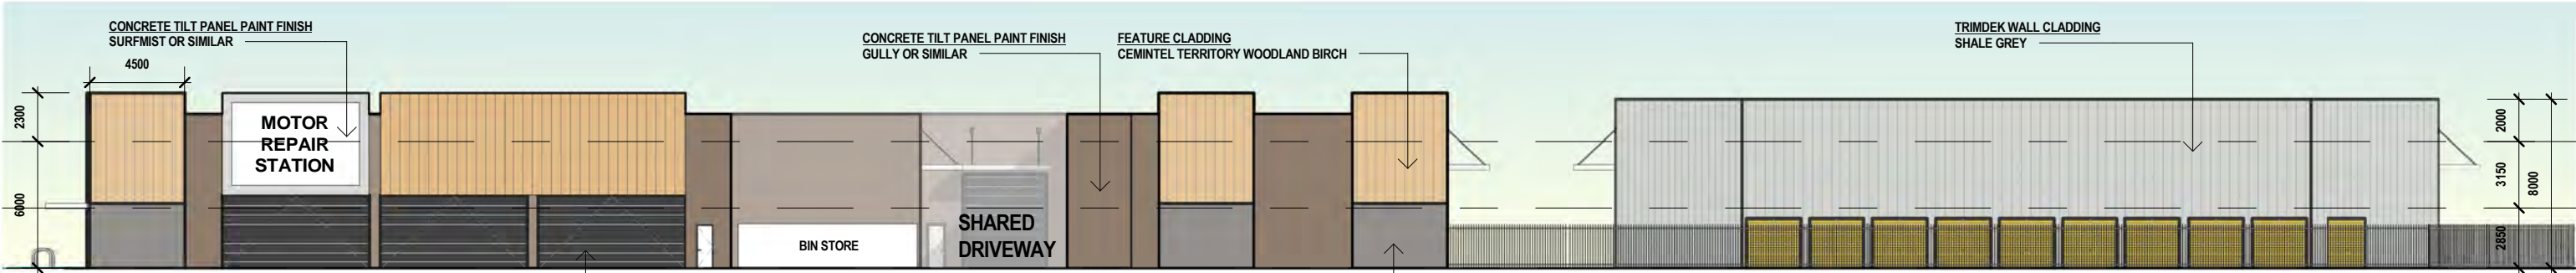 CONCRETE TILT PANEL PAINT FINISH
SURFMIST OR SIMILAR
CONCRETE TILT PANEL PAINT FINISH
GULLY OR SIMILAR
FEATURE CLADDING
CEMINTEL TERRITORY WOODLAND BIRCH
TRIMDEK WALL CLADDING
SHALE GREY
4500
2300
6000
MOTOR
REPAIR
STATION
BIN STORE
SHARED
DRIVEWAY
2000
3150
8000
2850